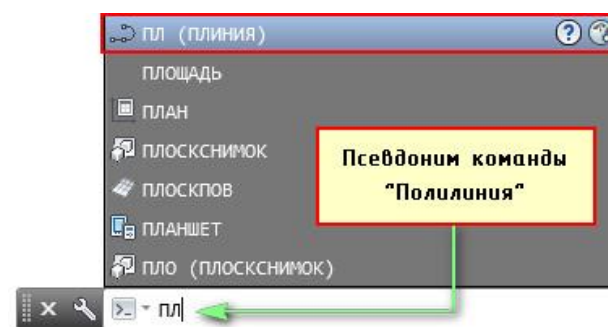 ПЛ (ПЛИНИЯ)
ПЛОЩАДЬ
ПЛАН
ПЛОСКСНИМОК
ПЛОСКПОВ
ПЛАНШЕТ
ПЛО (ПЛОСКСНИМОК)
Псевдоним команды
"Полилиния"
ПЛ